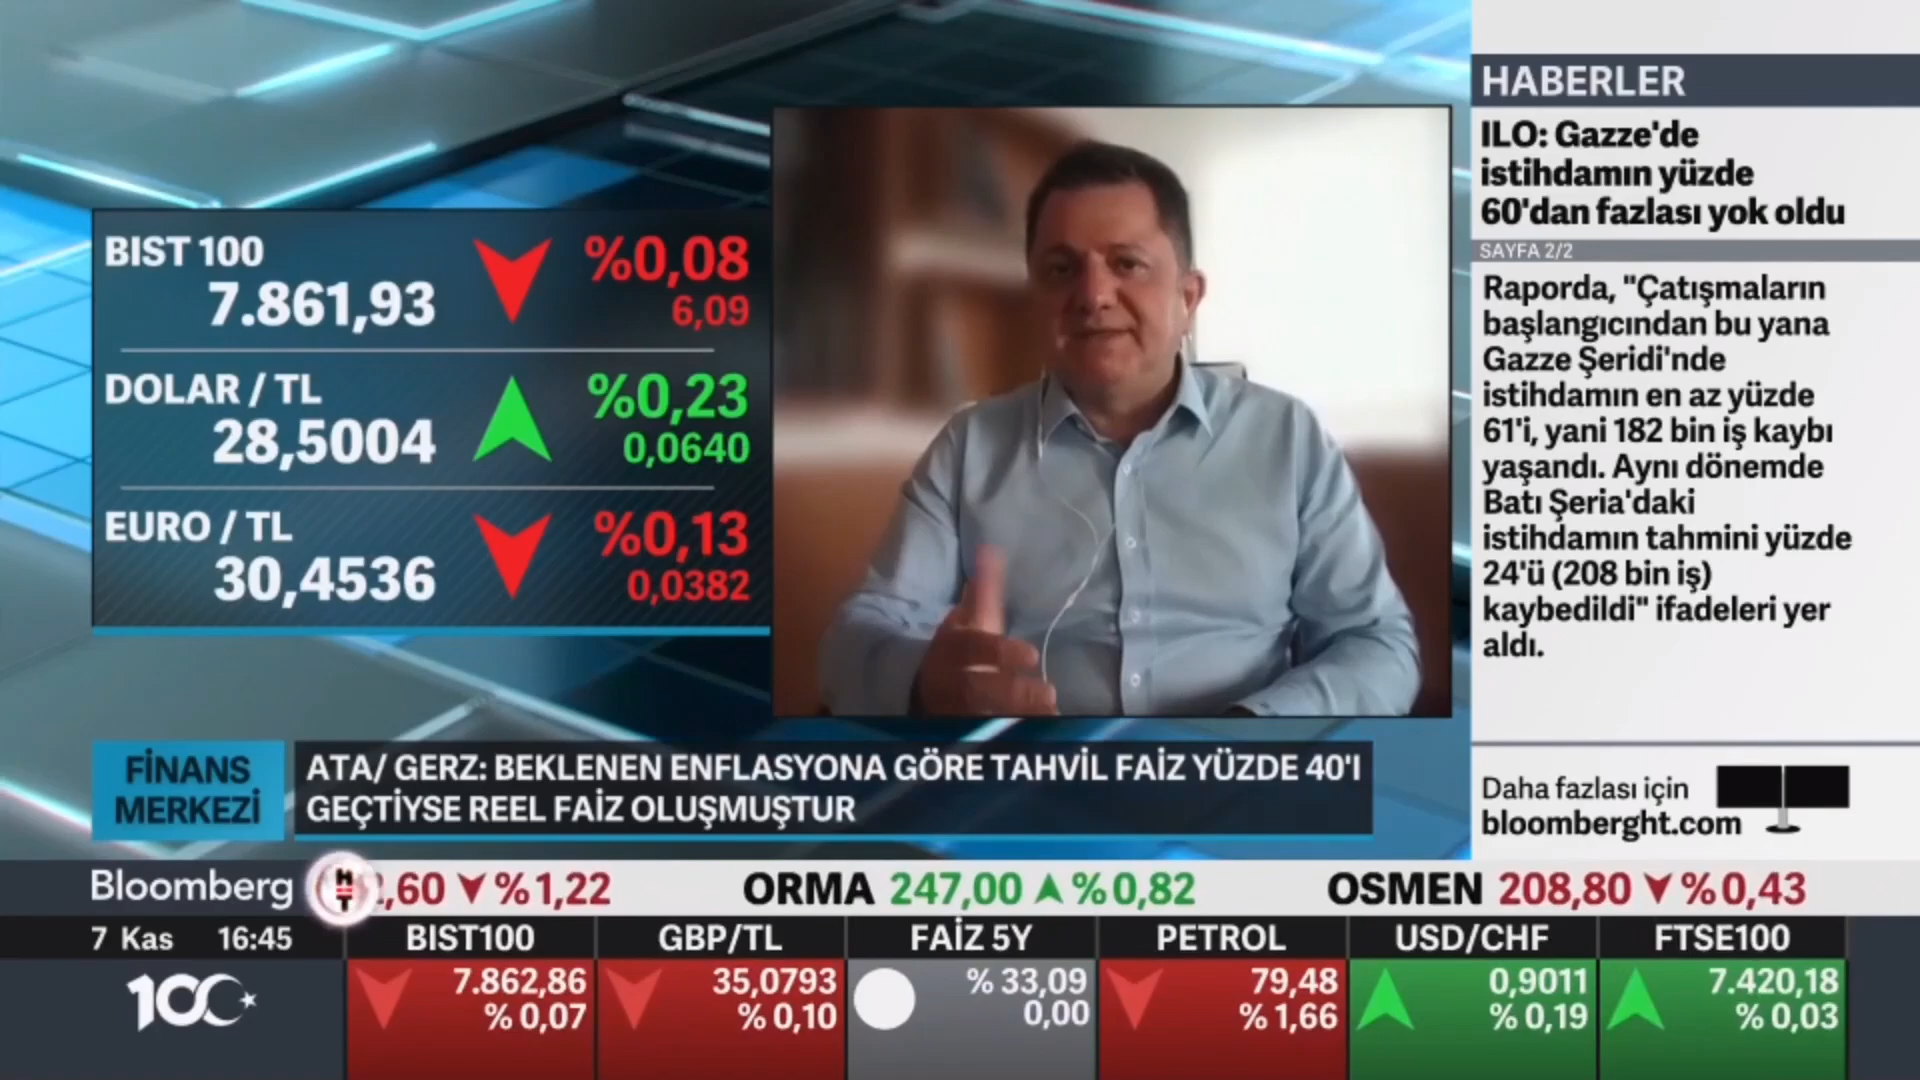 BIST 100
7.861,93
%0,08
6,09
DOLAR / TL
28,5004
%0,23
0,0640
EURO / TL
30,4536
%0,13
0,0382
HABERLER
ILO: Gazze'de
istihdamın yüzde
60'dan fazlası yok oldu
SAYFA 2/2
Raporda, "Çatışmaların
başlangıcından bu yana
Gazze Şeridi'nde
istihdamın en az yüzde
61'i, yani 182 bin iş kaybı
yaşandı. Aynı dönemde
Batı Şeria'daki
istihdamın tahmini yüzde
24'ü (208 bin iş)
kaybedildi" ifadeleri yer
aldı.
Daha fazlası için
bloomberght.com
FİNANS
MERKEZİ
ATA/ GERZ: BEKLENEN ENFLASYONA GÖRE TAHVİL FAİZ YÜZDE 40'I
GEÇTİYSE REEL FAİZ OLUŞMUŞTUR
Bloomberg HT ,60 %1,22 ORMA 247,00 %0,82 OSMEN 208,80 %0,43
7 Kas 16:45
100
BIST100
7.862,86
% 0,07
GBP/TL
35,0793
% 0,10
FAİZ 5Y
% 33,09
0,00
PETROL
79,48
% 1,66
USD/CHF
0,9011
% 0,19
FTSE100
7.420,18
% 0,03